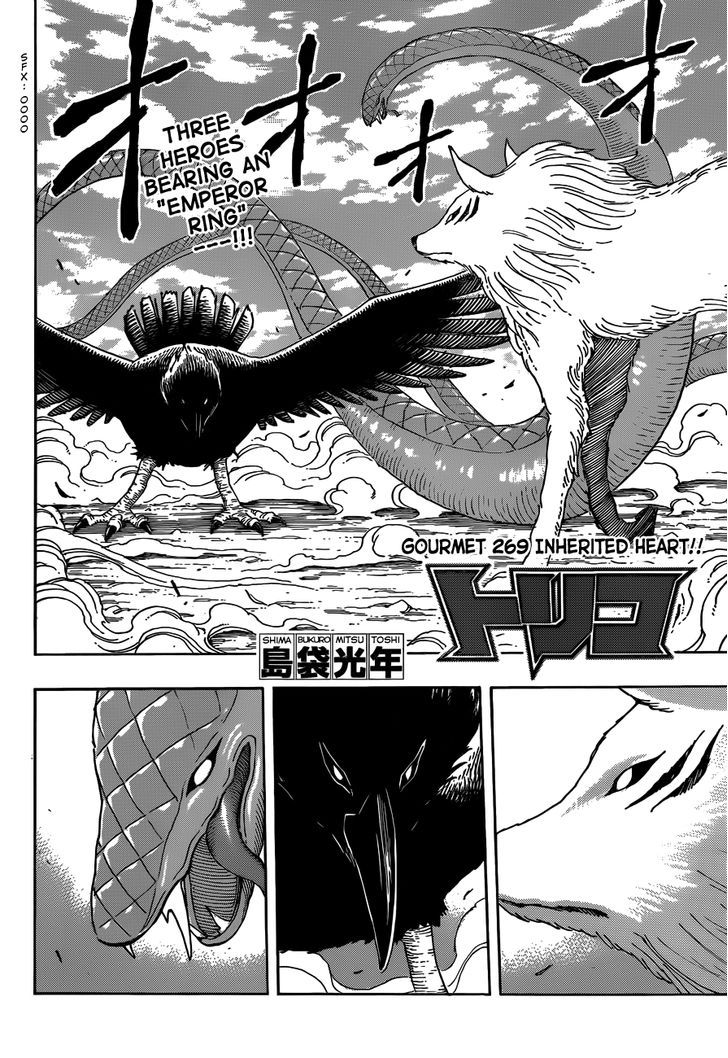 SFX: OOOO
オオオオ
THREE
HEROES
BEARING AN
"EMPEROR
RING"
---!!!
GOURMET 269 INHERITED HEART!!
トリコ
SHIMA BUKURO MITSU TOSHI
島袋光年